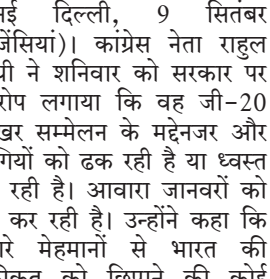 नई दिल्ली, 9 सितंबर
जेंसियां)। कांग्रेस नेता राहुल
ने शनिवार को सरकार पर
रोप लगाया कि वह जी-20
खर सम्मेलन के मद्देनजर और
गियों को ढक रही है या ध्वस्त
रही है। आवारा जानवरों को
कर रही है। उन्होंने कहा कि
रे मेहमानों से भारत की